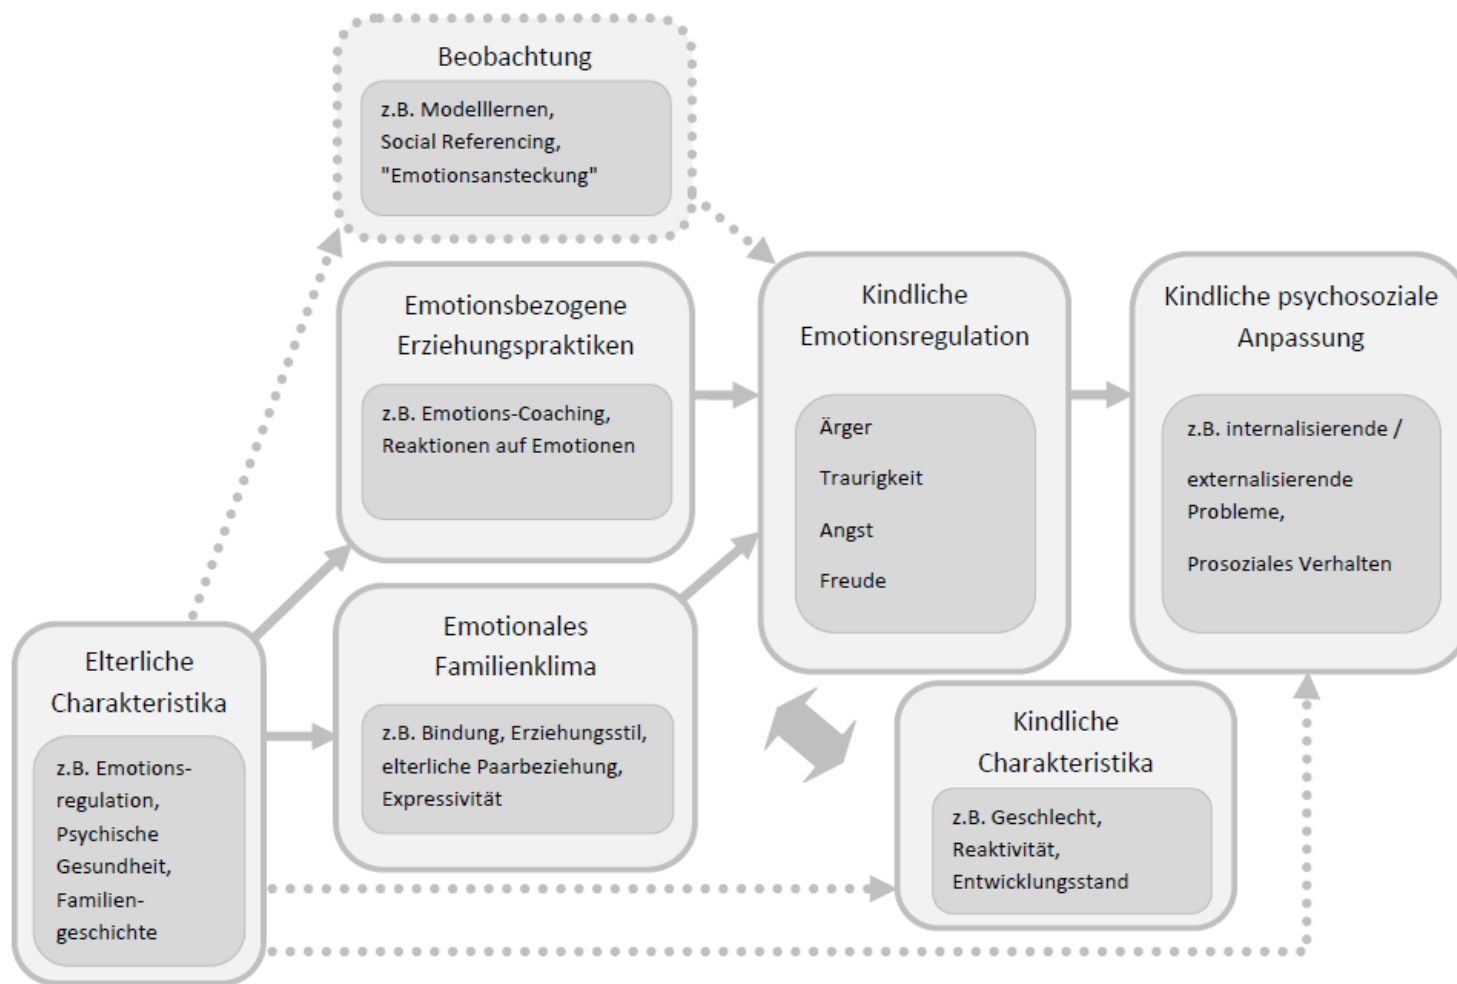 Beobachtung
z.B. Modelllernen,
Social Referencing,
"Emotionsansteckung"
Emotionsbezogene
Erziehungspraktiken
z.B. Emotions-Coaching,
Reaktionen auf Emotionen
Kindliche
Emotionsregulation
Ärger
Traurigkeit
Angst
Freude
Kindliche psychosoziale
Anpassung
z.B. internalisierende /
externalisierende
Probleme,
Prosoziales Verhalten
Elterliche
Charakteristika
z.B. Emotions-
regulation,
Psychische
Gesundheit,
Familien-
geschichte
Emotionales
Familienklima
z.B. Bindung, Erziehungsstil,
elterliche Paarbeziehung,
Expressivität
Kindliche
Charakteristika
z.B. Geschlecht,
Reaktivität,
Entwicklungsstand